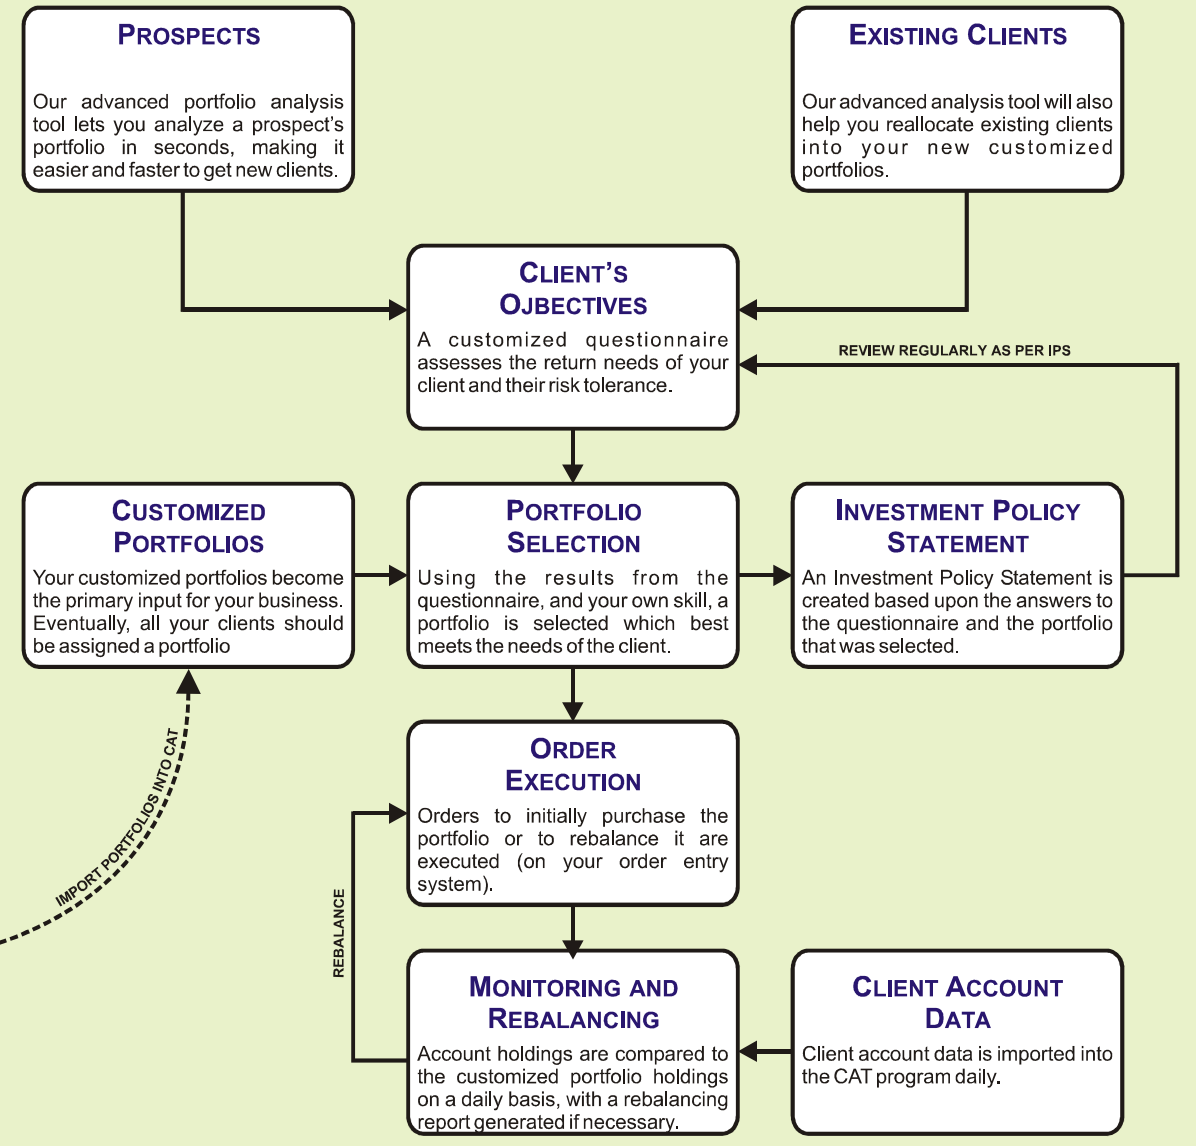 PROSPECTS
Our advanced portfolio analysis
tool lets you analyze a prospect's
portfolio in seconds, making it
easier and faster to get new clients.
EXISTING CLIENTS
Our advanced analysis tool will also
help you reallocate existing clients
into your new customized
portfolios.
CLIENT'S
OJBECTIVES
A customized questionnaire
assesses the return needs of your
client and their risk tolerance.
REVIEW REGULARLY AS PER IPS
CUSTOMIZED
PORTFOLIOS
Your customized portfolios become
the primary input for your business.
Eventually, all your clients should
be assigned a portfolio
PORTFOLIO
SELECTION
Using the results from the
questionnaire, and your own skill, a
portfolio is selected which best
meets the needs of the client.
INVESTMENT POLICY
STATEMENT
An Investment Policy Statement is
created based upon the answers to
the questionnaire and the portfolio
that was selected.
IMPORT PORTFOLIOS INTO CAT
ORDER
EXECUTION
Orders to initially purchase the
portfolio or to rebalance it are
executed (on your order entry
system).
REBALANCE
MONITORING AND
REBALANCING
Account holdings are compared to
the customized portfolio holdings
on a daily basis, with a rebalancing
report generated if necessary.
CLIENT ACCOUNT
DATA
Client account data is imported into
the CAT program daily.